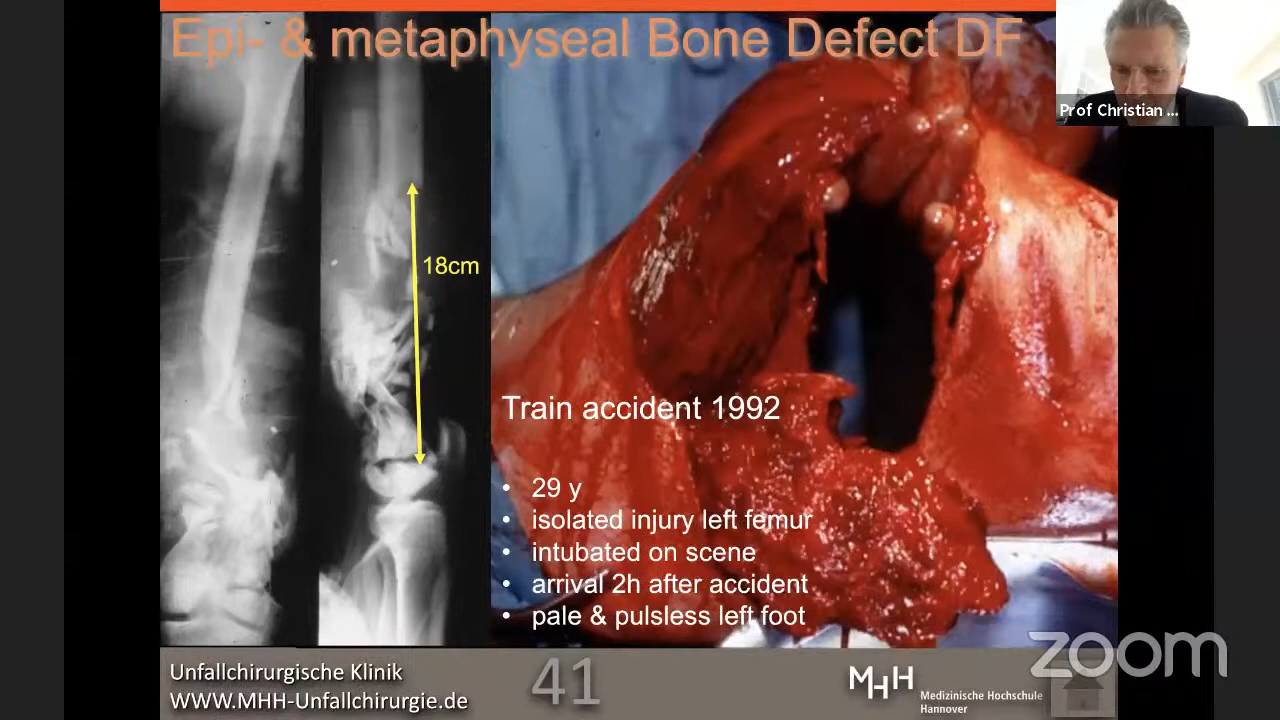 Epi- & metaphyseal Bone Defect DF
Prof Christian ...
18cm
Train accident 1992
• 29 y
• isolated injury left femur
• intubated on scene
• arrival 2h after accident
• pale & pulsless left foot
zoom
Unfallchirurgische Klinik
WWW.MHH-Unfallchirurgie.de
41
MHH
Medizinische Hochschule
Hannover